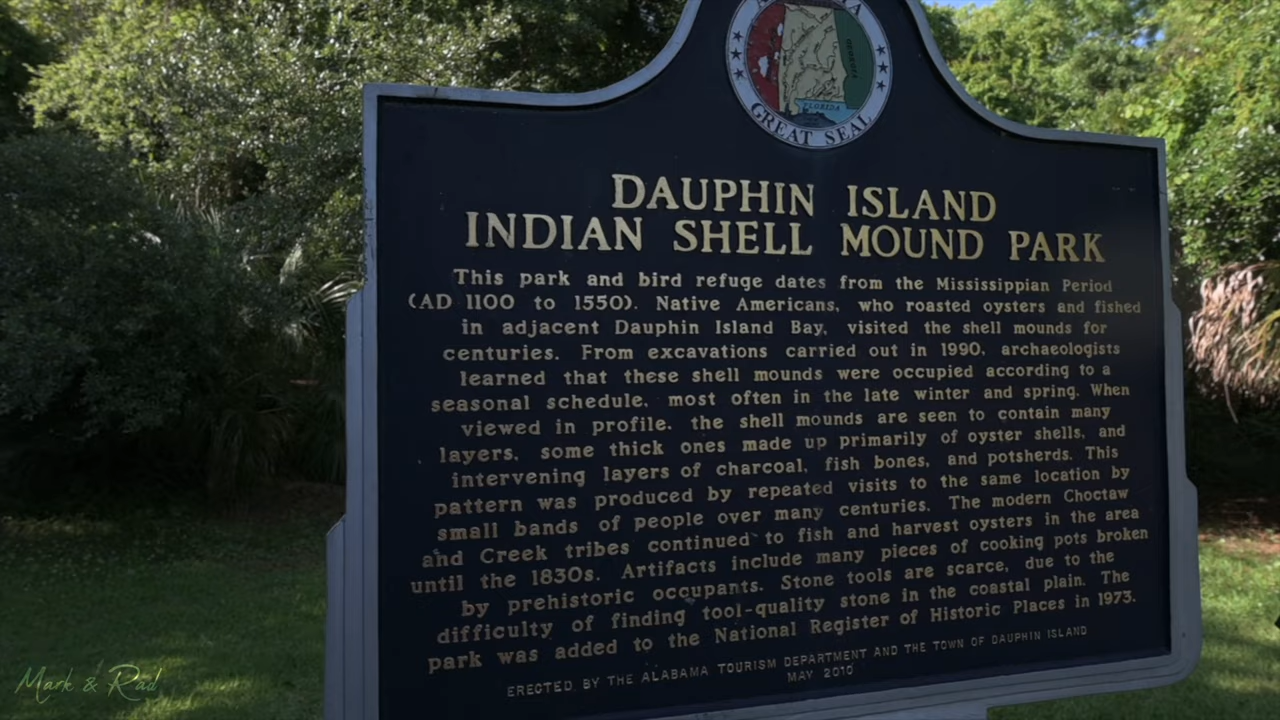 GREAT SEAL
FLORIDA
DAUPHIN ISLAND
INDIAN SHELL MOUND PARK
This park and bird refuge dates from the Mississippian Period
(AD 1100 to 1550). Native Americans, who roasted oysters and fished
in adjacent Dauphin Island Bay, visited the shell mounds for
centuries. From excavations carried out in 1990, archaeologists
learned that these shell mounds were occupied according to a
seasonal schedule, most often in the late winter and spring. When
viewed in profile, the shell mounds are seen to contain many
layers, some thick ones made up primarily of oyster shells, and
intervening layers of charcoal, fish bones, and potsherds. This
pattern was produced by repeated visits to the same location by
small bands of people over many centuries. The modern Choctaw
and Creek tribes continued to fish and harvest oysters in the area
until the 1830s. Artifacts include many pieces of cooking pots broken
by prehistoric occupants. Stone tools are scarce, due to the
difficulty of finding tool-quality stone in the coastal plain. The
park was added to the National Register of Historic Places in 1973.
ERECTED BY THE ALABAMA TOURISM DEPARTMENT AND THE TOWN OF DAUPHIN ISLAND
MAY 2010
Mark & Rad